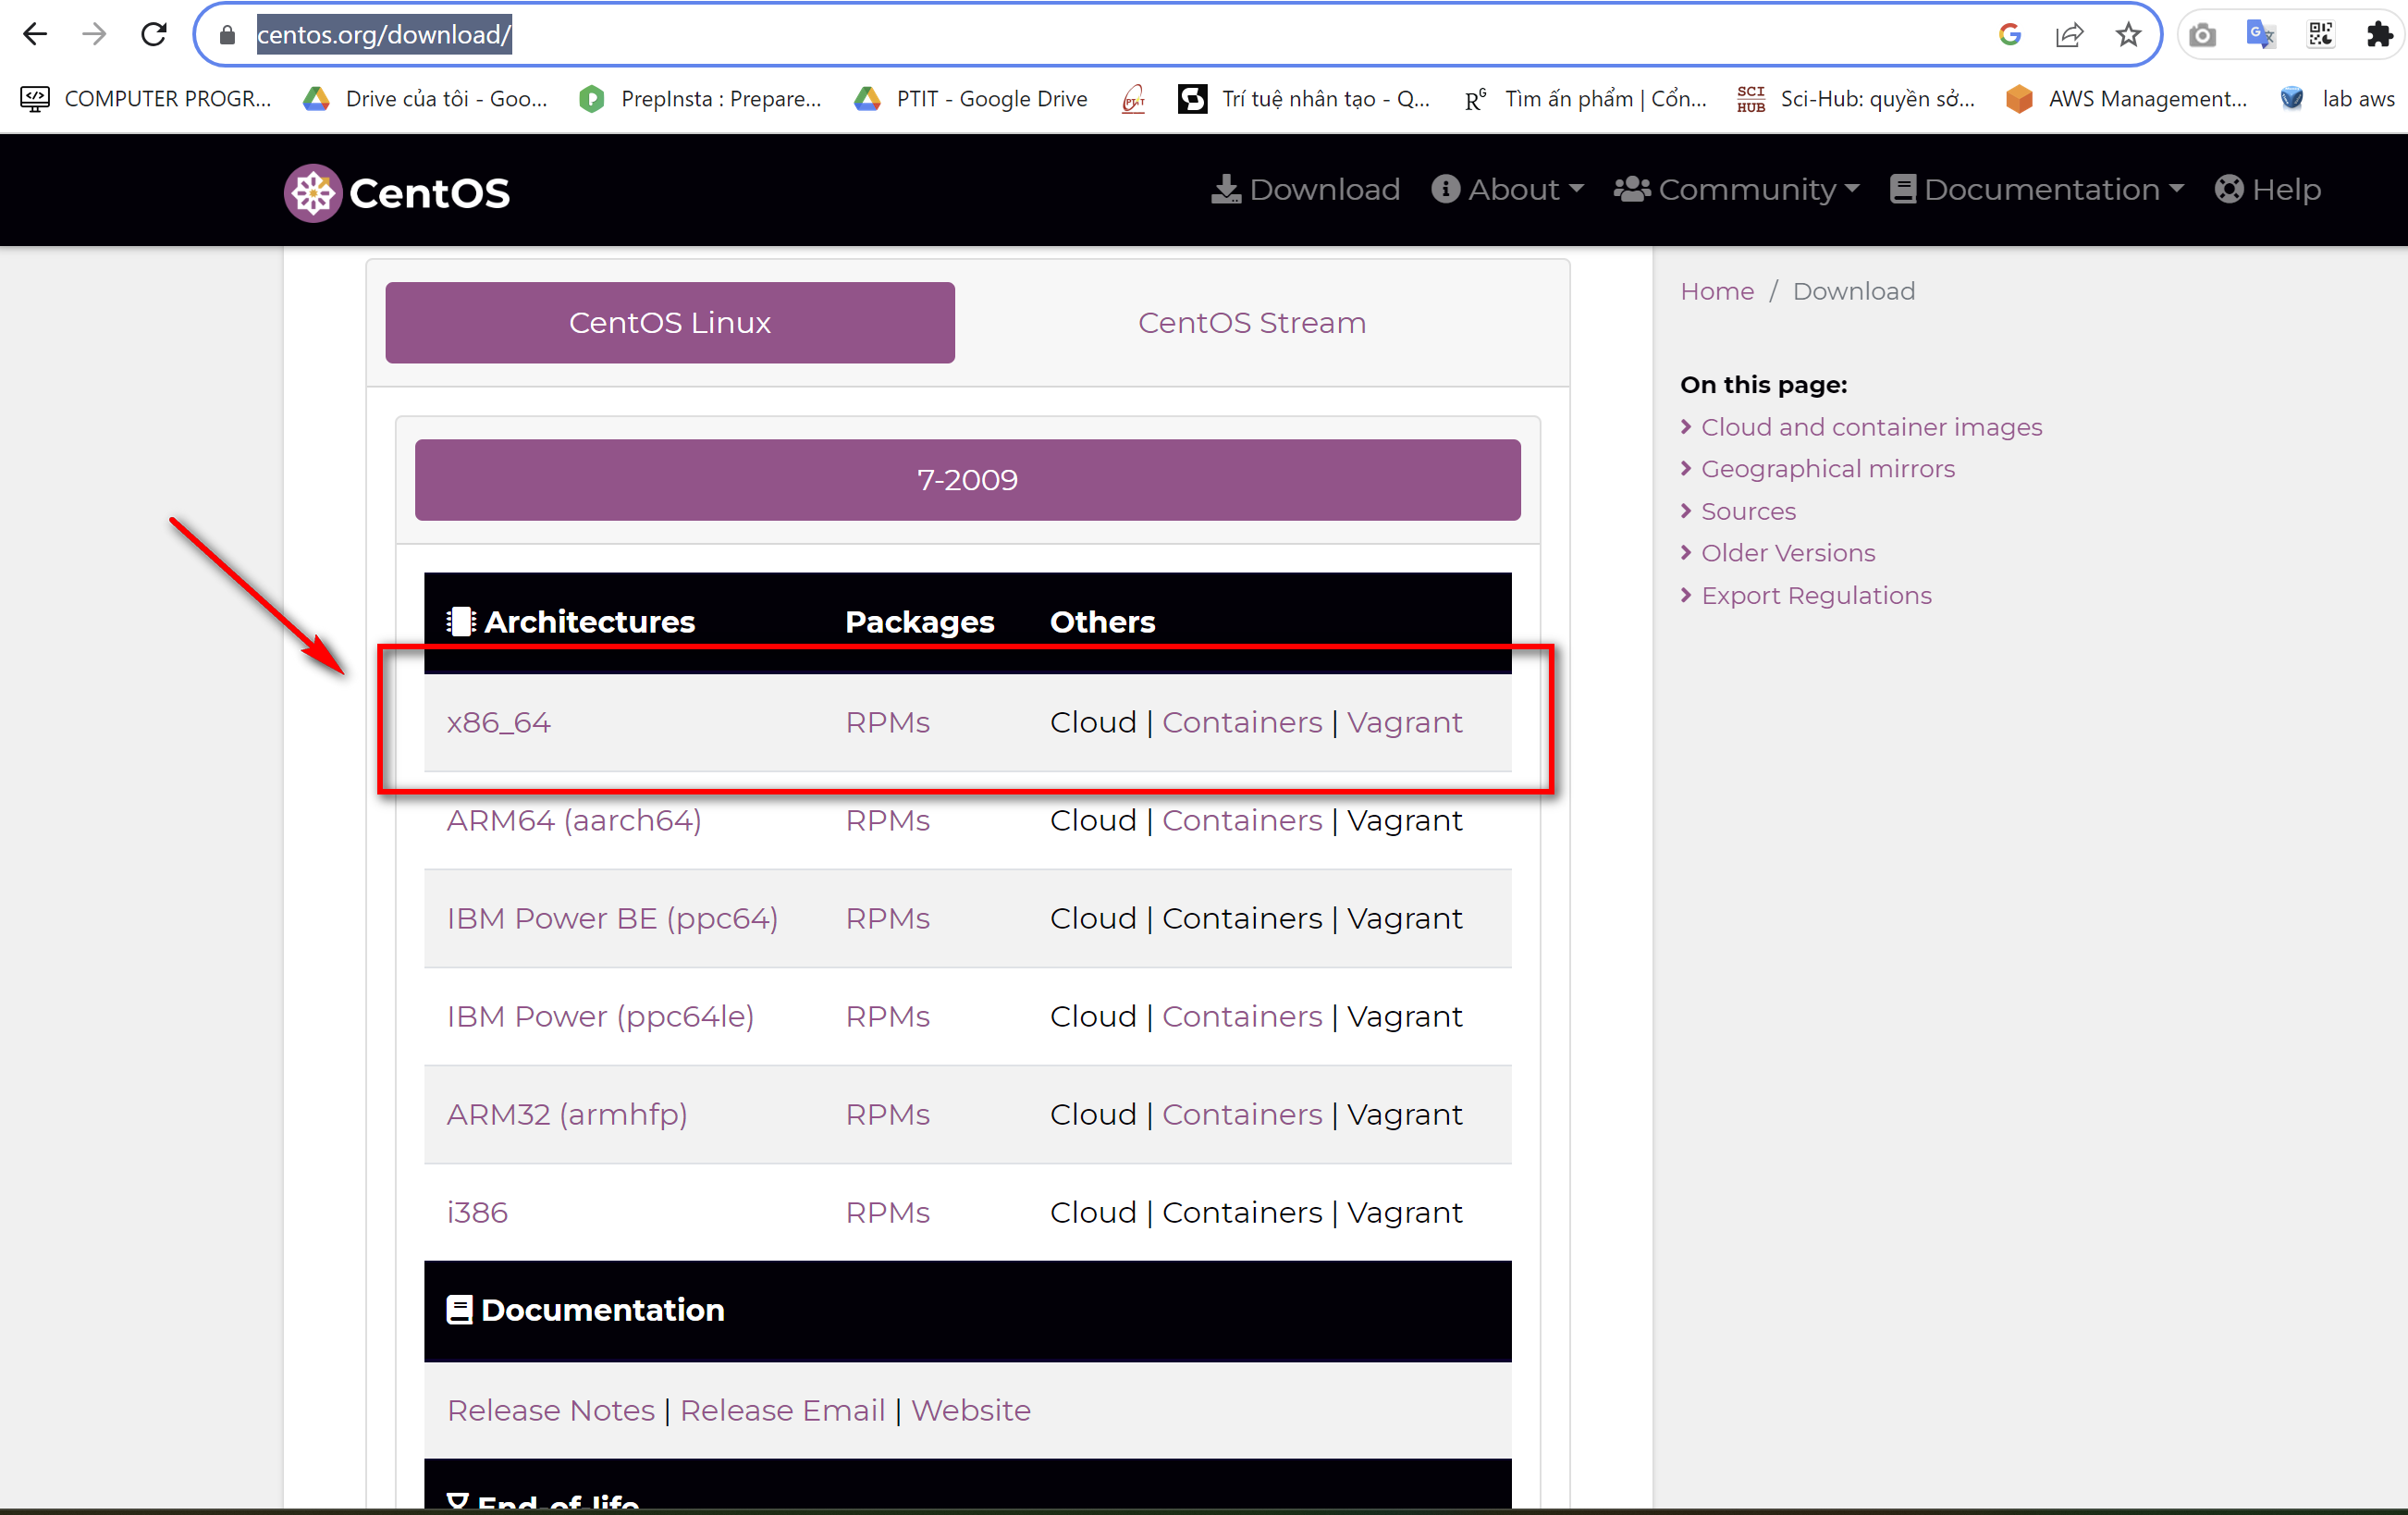 centos.org/download/
COMPUTER PROGR... Drive của tôi - Goo... PrepInsta : Prepare... PTIT - Google Drive Trí tuệ nhân tạo - Q... Tìm ấn phẩm | Cổn... Sci-Hub: quyền sở... AWS Management... lab aws
CentOS Download About Community Documentation Help
CentOS Linux CentOS Stream
7-2009
Architectures Packages Others
x86_64 RPMs Cloud | Containers | Vagrant
ARM64 (aarch64) RPMs Cloud | Containers | Vagrant
IBM Power BE (ppc64) RPMs Cloud | Containers | Vagrant
IBM Power (ppc64le) RPMs Cloud | Containers | Vagrant
ARM32 (armhfp) RPMs Cloud | Containers | Vagrant
i386 RPMs Cloud | Containers | Vagrant
Documentation
Release Notes | Release Email | Website
End-of-life
Home / Download
On this page:
Cloud and container images
Geographical mirrors
Sources
Older Versions
Export Regulations